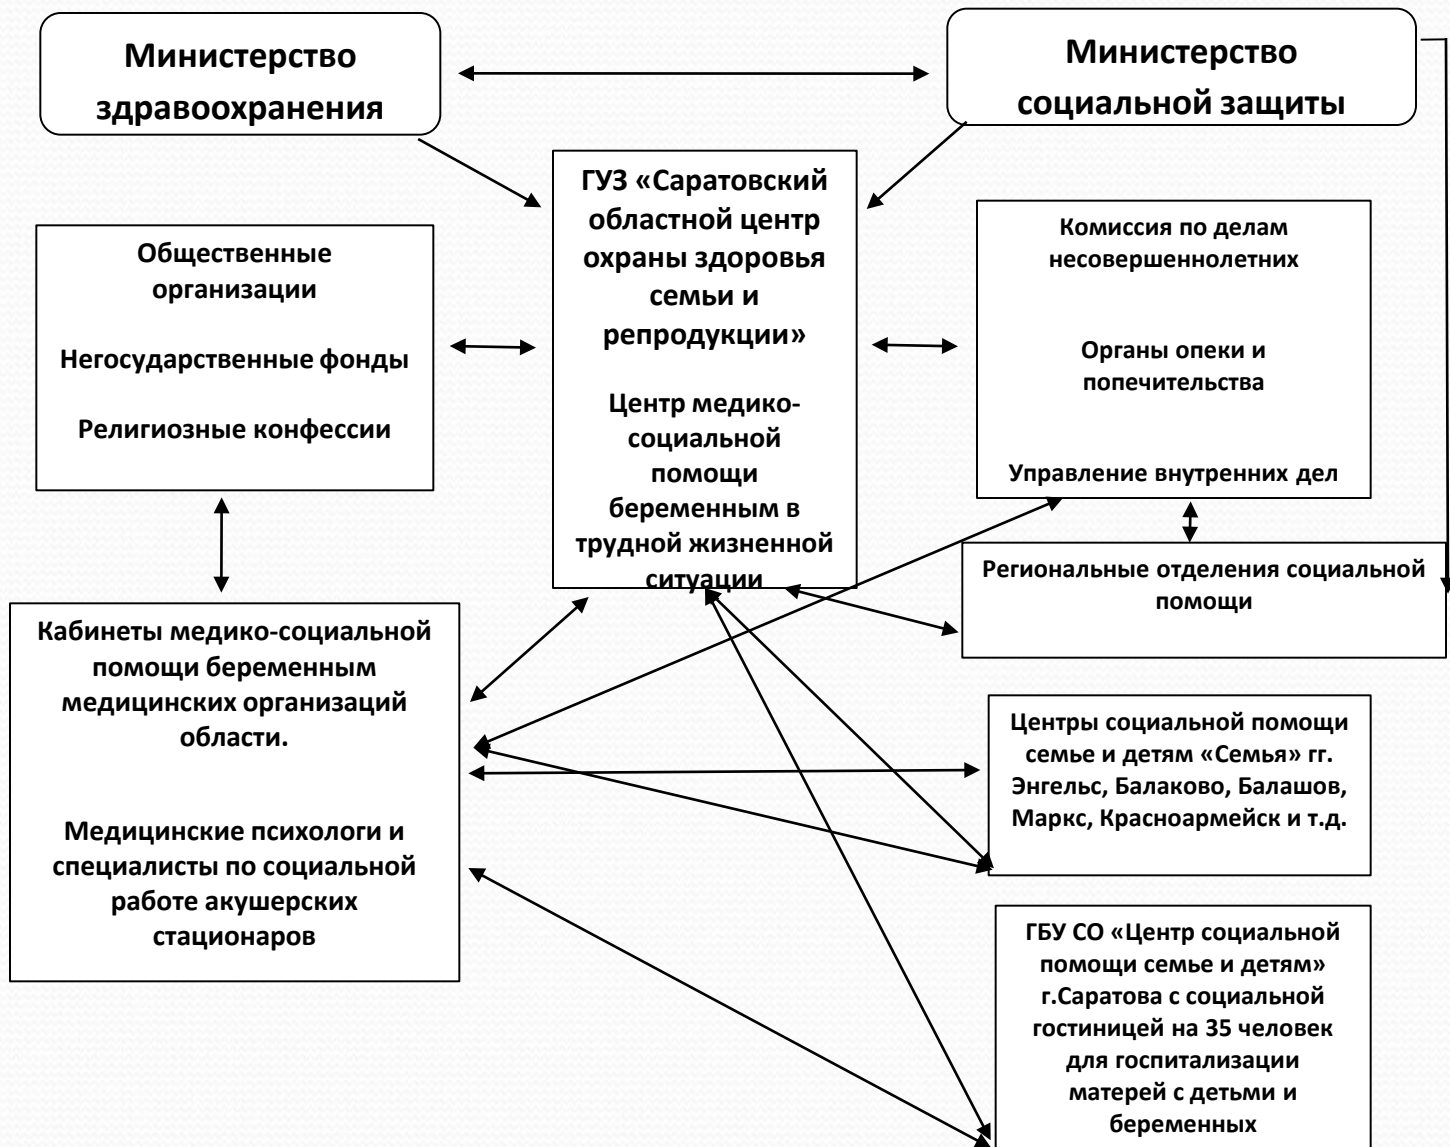 Министерство
здравоохранения
Министерство
социальной защиты
ГУЗ «Саратовский
областной центр
охраны здоровья
семьи и
репродукции»
Центр медико-
социальной
помощи
беременным в
трудной жизненной
ситуации
Общественные
организации
Негосударственные фонды
Религиозные конфессии
Комиссия по делам
несовершеннолетних
Органы опеки и
попечительства
Управление внутренних дел
Региональные отделения социальной
помощи
Кабинеты медико-социальной
помощи беременным
медицинских организаций
области.
Медицинские психологи и
специалисты по социальной
работе акушерских
стационаров
Центры социальной помощи
семье и детям «Семья» гг.
Энгельс, Балаково, Балашов,
Маркс, Красноармейск и т.д.
ГБУ СО «Центр социальной
помощи семье и детям»
г.Саратова с социальной
гостиницей на 35 человек
для госпитализации
матерей с детьми и
беременных